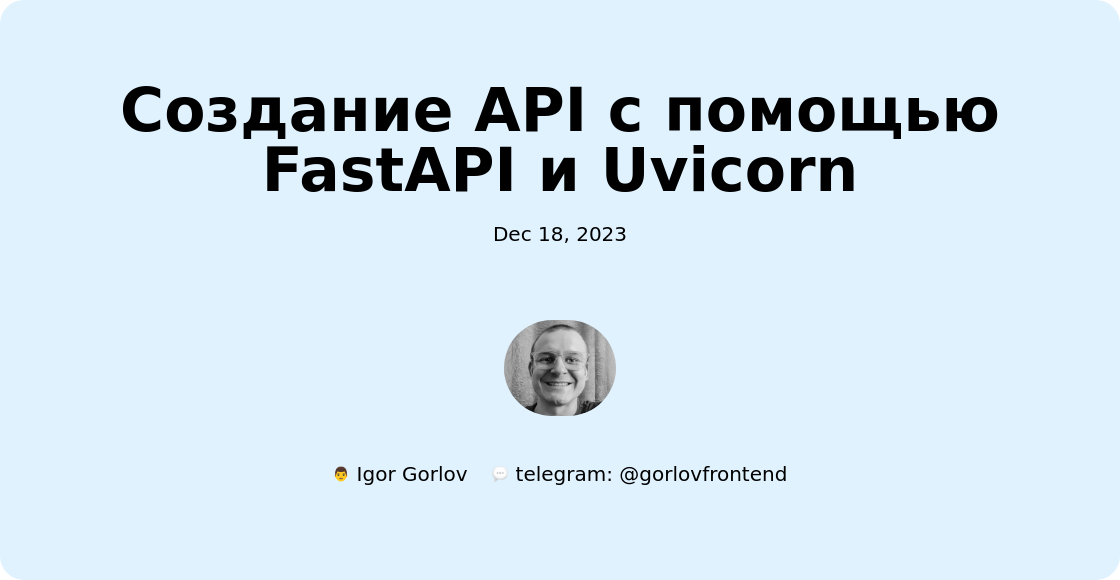 Создание API с помощью
FastAPI и Uvicorn
Dec 18, 2023
Igor Gorlov telegram: @gorlovfrontend